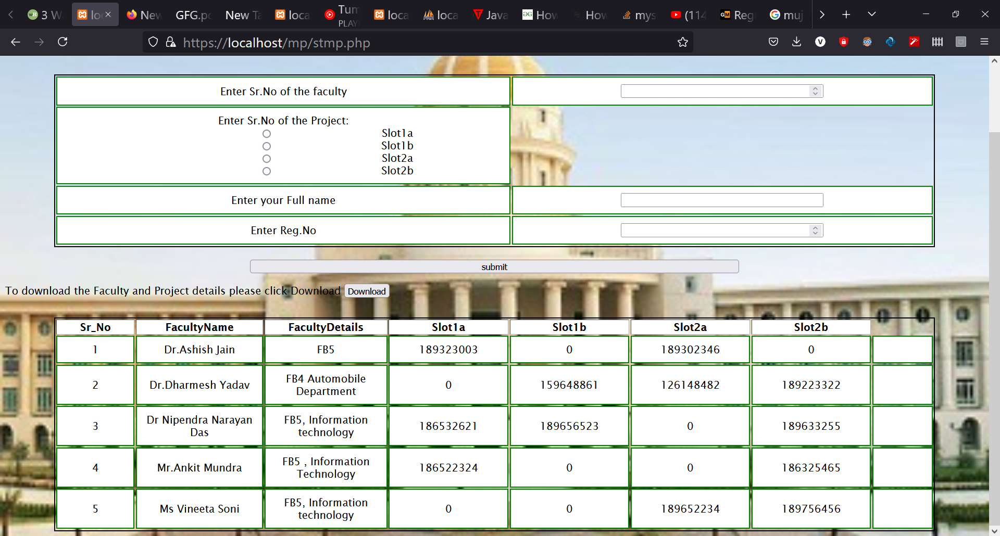 3 W
loc
New
GFG.pc
New Ta
loca
Tum
PLAYI
loca
loca
Java
How
How
mys
(114
Reg
muj
https://localhost/mp/stmp.php
Enter Sr.No of the faculty
Enter Sr.No of the Project:
Slot1a
Slot1b
Slot2a
Slot2b
Enter your Full name
Enter Reg.No
submit
To download the Faculty and Project details please click Download Download
Sr_No FacultyName FacultyDetails Slot1a Slot1b Slot2a Slot2b
1 Dr.Ashish Jain FB5 189323003 0 189302346 0
2 Dr.Dharmesh Yadav FB4 Automobile
Department 0 159648861 126148482 189223322
3 Dr Nipendra Narayan
Das FB5, Information
technology 186532621 189656523 0 189633255
4 Mr.Ankit Mundra FB5 , Information
Technology 186522324 0 0 186325465
5 Ms Vineeta Soni FB5, Information
technology 0 0 189652234 189756456